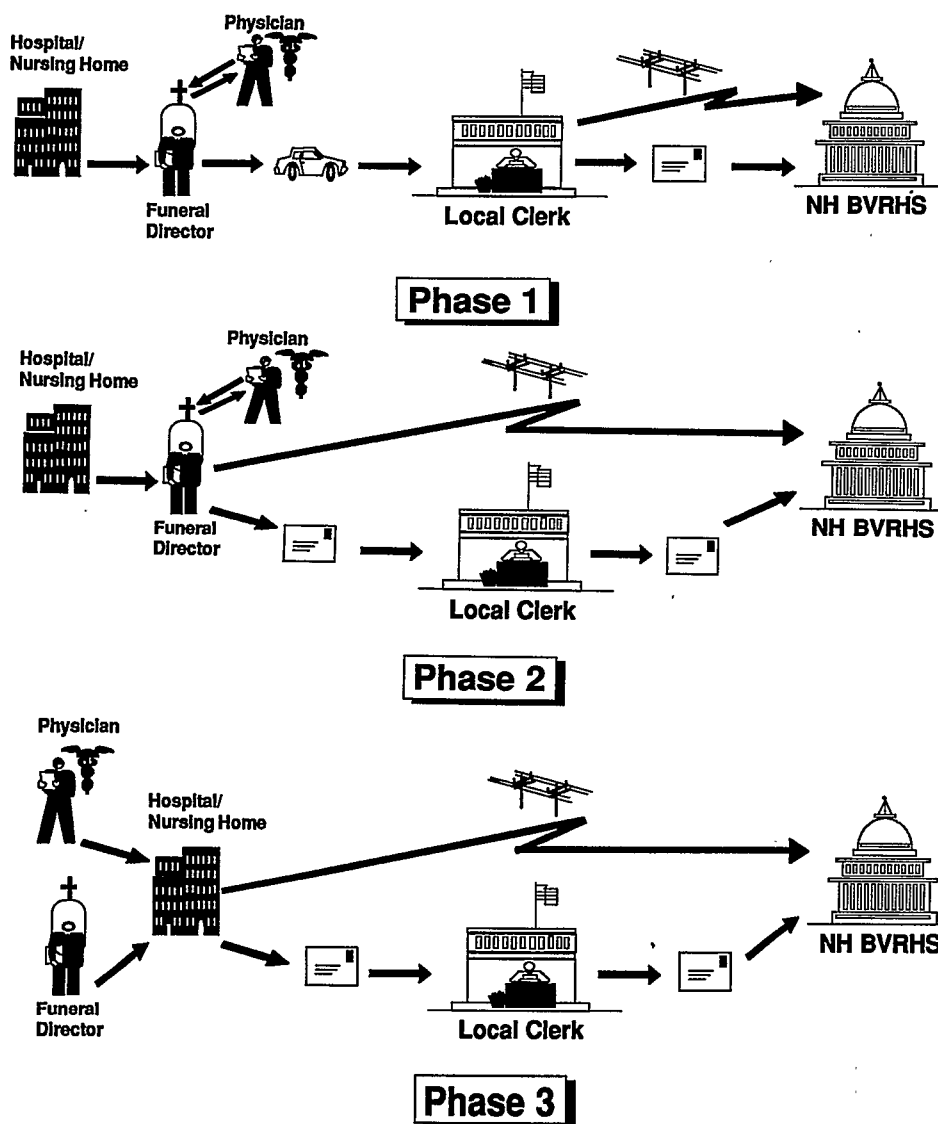 Physician
Hospital/
Nursing Home
Funeral
Director
Local Clerk
NH BVRHS
Phase 1
Physician
Hospital/
Nursing Home
Funeral
Director
Local Clerk
NH BVRHS
Phase 2
Physician
Hospital/
Nursing Home
Funeral
Director
Local Clerk
NH BVRHS
Phase 3